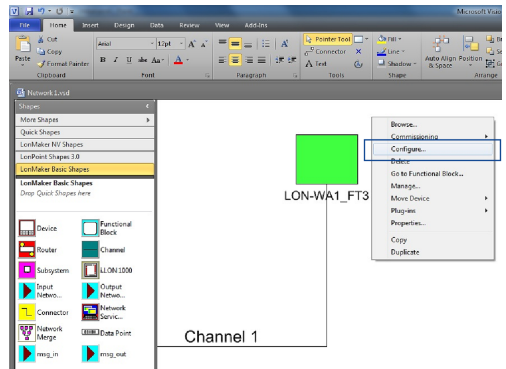 Microsoft Visio
File Home Insert Design Data Review View Add-Ins
Paste Cut Copy Format Painter
Clipboard
Arial 12pt A A
B I U abc Aa A
Font
Paragraph
Pointer Tool
Connector
A Text
Tools
Fill
Line
Shadow
Shape
Auto Align & Space
Position
Arrange
Network 1.vsd
Shapes
More Shapes
Quick Shapes
LonMaker NV Shapes
LonPoint Shapes 3.0
LonMaker Basic Shapes
LonMaker Basic Shapes
Drop Quick Shapes here
Device
Functional Block
Router
Channel
Subsystem
i.LON 1000
Input Netwo...
Output Netwo...
Connector
Network Servic...
Network Merge
Data Point
msg_in
msg_out
LON-WA1_FT3
Channel 1
Browse...
Commissioning
Configure...
Delete
Go to Functional Block...
Manage...
Move Device
Plug-ins
Properties...
Copy
Duplicate